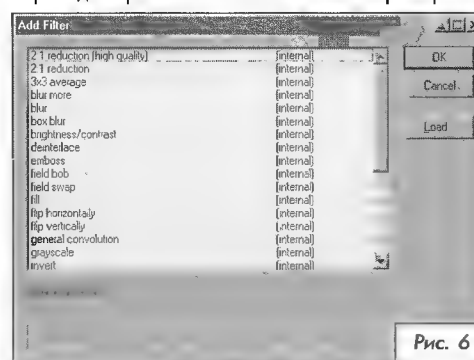 Add Filter
2:1 reduction (high quality) (internal)
2:1 reduction (internal)
3x3 average (internal)
blur more (internal)
blur (internal)
box blur (internal)
brightness/contrast (internal)
deinterlace (internal)
emboss (internal)
field bob (internal)
field swap (internal)
fill (internal)
flip horizontally (internal)
flip vertically (internal)
general convolution (internal)
grayscale (internal)
invert (internal)
OK
Cancel
Load
Рис. 6